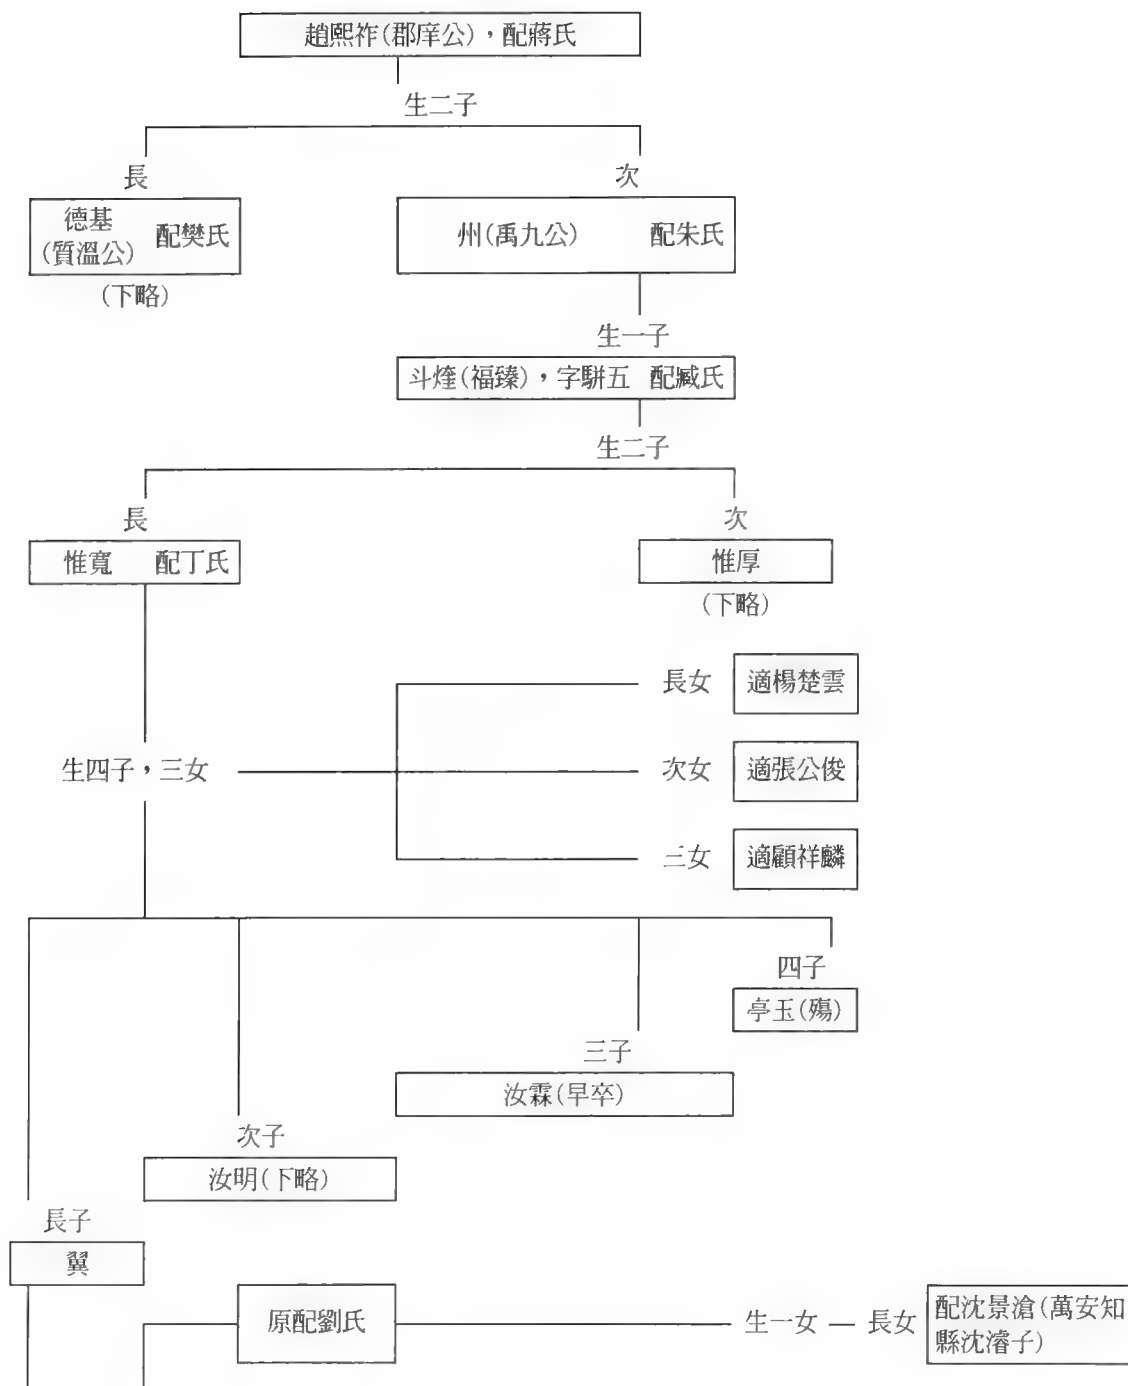 趙熙祚(郡庠公)，配蔣氏
生二子
長
次
德基
(質溫公)
配樊氏
州(禹九公) 配朱氏
(下略)
生一子
斗煃(福臻)，字駢五 配臧氏
生二子
長
次
惟寬 配丁氏
惟厚
(下略)
長女 適楊楚雲
生四子，三女
次女 適張公俊
三女 適顧祥麟
四子
亭玉(殤)
三子
汝霖(早卒)
次子
汝明(下略)
長子
翼
原配劉氏
生一女
長女
配沈景滄(萬安知
縣沈濬子)